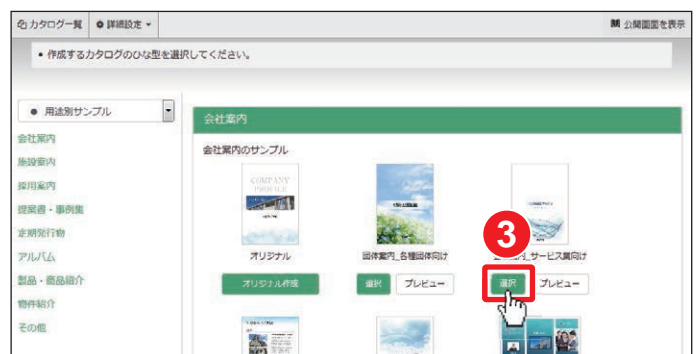 カタログ一覧 詳細設定 公開画面を表示
• 作成するカタログのひな型を選択してください。
● 用途別サンプル
会社案内
会社案内
施設案内
採用案内
提案書・事例集
定期発行物
アルバム
製品・商品紹介
物件紹介
その他
会社案内のサンプル
COMPANY
PROFILE
3
オリジナル 団体案内_各種団体向け 内_サービス業向け
オリジナル作成 選択 プレビュー 選択 プレビュー